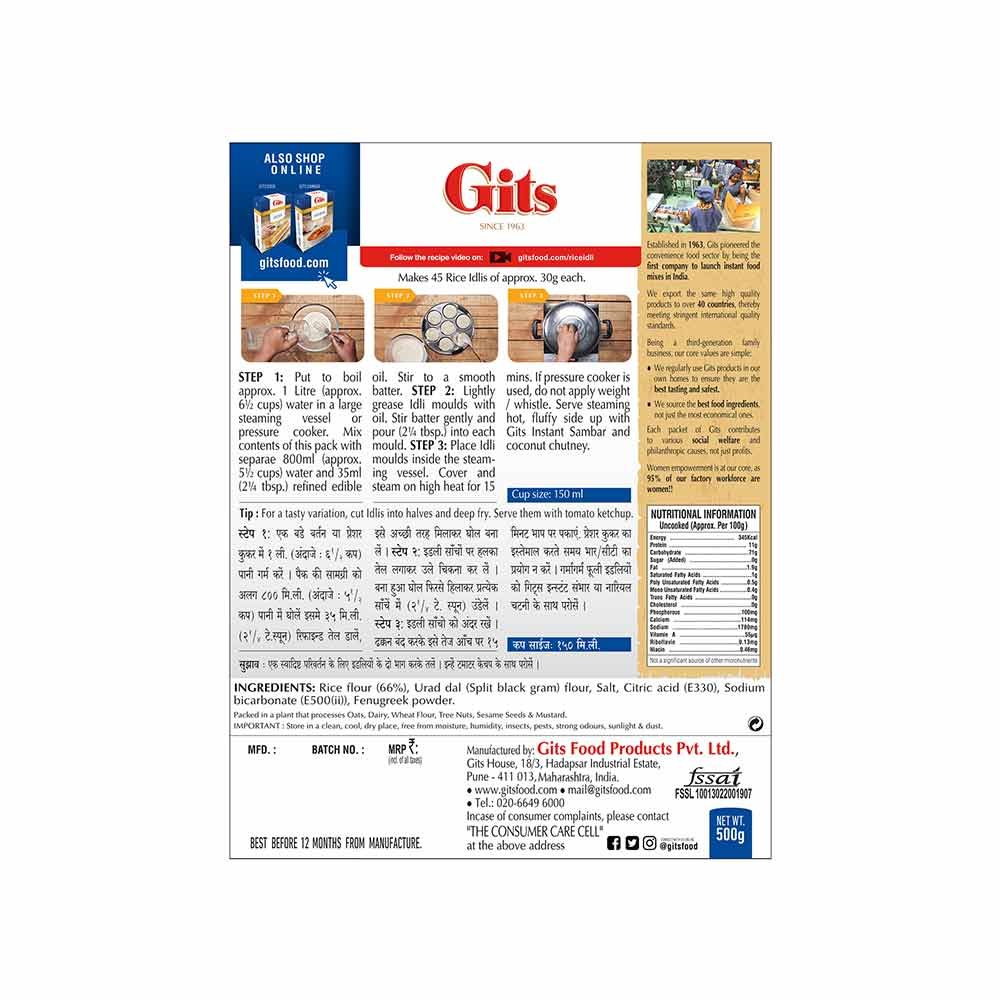 ALSO SHOP
ONLINE
gitsfood.com
Gits
SINCE 1963
Follow the recipe video on: gitsfood.com/riceidli
Makes 45 Rice Idlis of approx. 30g each.
STEP 1
STEP 2
STEP 3
STEP 1: Put to boil
approx. 1 Litre (approx.
6½ cups) water in a large
steaming vessel or
pressure cooker. Mix
contents of this pack with
separae 800ml (approx.
5½ cups) water and 35ml
(2¼ tbsp.) refined edible
oil. Stir to a smooth
batter. STEP 2: Lightly
grease Idli moulds with
oil. Stir batter gently and
pour (2¼ tbsp.) into each
mould. STEP 3: Place Idli
moulds inside the steam-
ing vessel. Cover and
steam on high heat for 15
mins. If pressure cooker is
used, do not apply weight
/ whistle. Serve steaming
hot, fluffy side up with
Gits Instant Sambar and
coconut chutney.
Cup size: 150 ml
Tip : For a tasty variation, cut Idlis into halves and deep fry. Serve them with tomato ketchup.
स्टेप १: एक बडे बर्तन या प्रेशर
कुकर में १ ली. (अंदाजे : ६¹/₂ कप)
पानी गर्म करें । पैक की सामग्री को
अलग ८०० मि.ली. (अंदाजे : ५¹/₂
कप) पानी में घोलें इसमे ३५ मि.ली.
(२¹/₄ टे.स्पून) रिफाइन्ड तेल डालें,
इसे अच्छी तरह मिलाकर घोल बना
लें । स्टेप २: इडली साँचों पर हलका
तेल लगाकर उले चिकना कर लें ।
बना हुआ घोल फिरसे हिलाकर प्रत्येक
साँचें में (२¹/₄ टे. स्पून) उंडेलें ।
स्टेप ३: इडली साँचो को अंदर रखें ।
ढक्कन बंद करके इसे तेज आँच पर १५
मिनट भाप पर पकाएं. प्रेशर कुकर का
इस्तेमाल करते समय भार/सीटी का
प्रयोग न करें । गर्मागर्म फूली इडलियों
को गिट्स इन्स्टंट संभार या नारियल
चटनी के साथ परोसें ।
कप साईज: १५० मि.ली.
सुझाव : एक स्वादिष्ट परिवर्तन के लिए इडलियों के दो भाग करके तलें । इन्हें टमाटर केचप के साथ परोसें ।
Established in 1963, Gits pioneered the
convenience food sector by being the
first company to launch instant food
mixes in India.
We export the same high quality
products to over 40 countries, thereby
meeting stringent international quality
standards.
Being a third-generation family
business, our core values are simple:
• We regularly use Gits products in our
own homes to ensure they are the
best tasting and safest.
• We source the best food ingredients,
not just the most economical ones.
Each packet of Gits contributes
to various social welfare and
philanthropic causes, not just profits.
Women empowerment is at our core, as
95% of our factory workforce are
women!!
NUTRITIONAL INFORMATION
Uncooked (Approx. Per 100g)
Energy 345Kcal
Protein 11g
Carbohydrate 71g
Sugar (Added) 0g
Fat 1.9g
Saturated Fatty Acids 1g
Poly Unsaturated Fatty Acids 0.5g
Mono Unsaturated Fatty Acids 0.4g
Trans Fatty Acids 0g
Cholesterol 0g
Phosphorous 100mg
Calcium 114mg
Sodium 1780mg
Vitamin A 55µg
Riboflavin 0.13mg
Niacin 0.46mg
Not a significant source of other micronutrients
INGREDIENTS: Rice flour (66%), Urad dal (Split black gram) flour, Salt, Citric acid (E330), Sodium
bicarbonate (E500(ii)), Fenugreek powder.
Packed in a plant that processes Oats, Dairy, Wheat Flour, Tree Nuts, Sesame Seeds & Mustard.
IMPORTANT : Store in a clean, cool, dry place, free from moisture, humidity, insects, pests, strong odours, sunlight & dust.
MFD. : BATCH NO. : MRP ₹:
(incl. of all taxes)
BEST BEFORE 12 MONTHS FROM MANUFACTURE.
Manufactured by: Gits Food Products Pvt. Ltd.,
Gits House, 18/3, Hadapsar Industrial Estate,
Pune - 411 013, Maharashtra, India.
• www.gitsfood.com • mail@gitsfood.com
• Tel.: 020-6649 6000
Incase of consumer complaints, please contact
"THE CONSUMER CARE CELL"
at the above address
@gitsfood
fssai
FSSL 10013022001907
NET WT.
500g